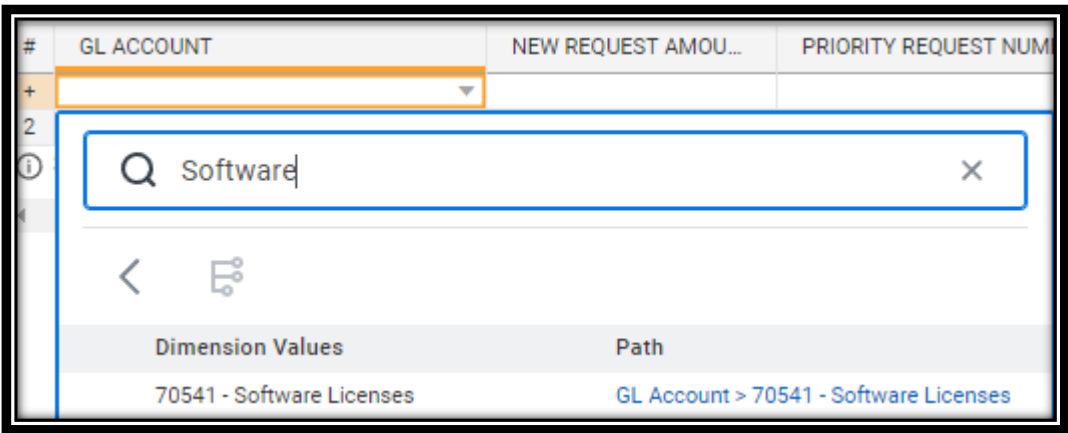 # GL ACCOUNT NEW REQUEST AMOU... PRIORITY REQUEST NUM
+
2
Software
Dimension Values Path
70541 - Software Licenses GL Account > 70541 - Software Licenses